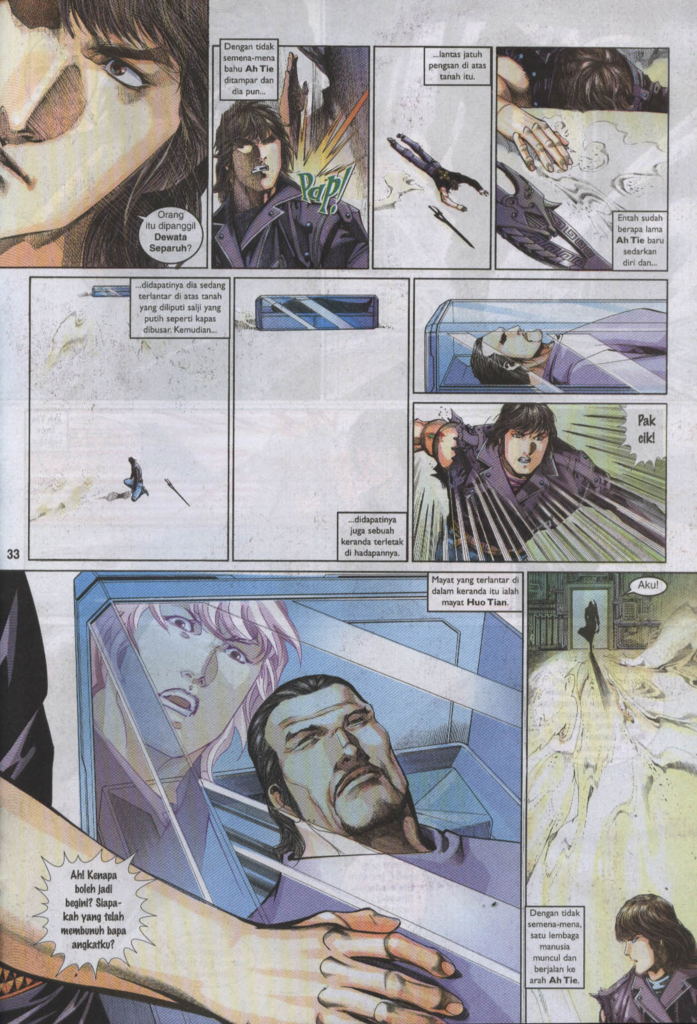 Orang
itu dipanggil
Dewata
Separuh?
Dengan tidak
semena-mena
bahu Ah Tie
ditampar dan
dia pun...
Pap!
...lantas jatuh
pengsan di atas
tanah itu.
Entah sudah
berapa lama
Ah Tie baru
sedarkan
diri dan...
...didapatinya dia sedang
terlantar di atas tanah
yang diliputi salji yang
putih seperti kapas
dibusar. Kemudian...
...didapatinya
juga sebuah
keranda terletak
di hadapannya.
Pak
cik!
33
Mayat yang terlantar di
dalam keranda itu ialah
mayat Huo Tian.
Ah! Kenapa
boleh jadi
begini? Siapa-
kah yang telah
membunuh bapa
angkatku?
Aku!
Dengan tidak
semena-mena,
satu lembaga
manusia
muncul dan
berjalan ke
arah Ah Tie.